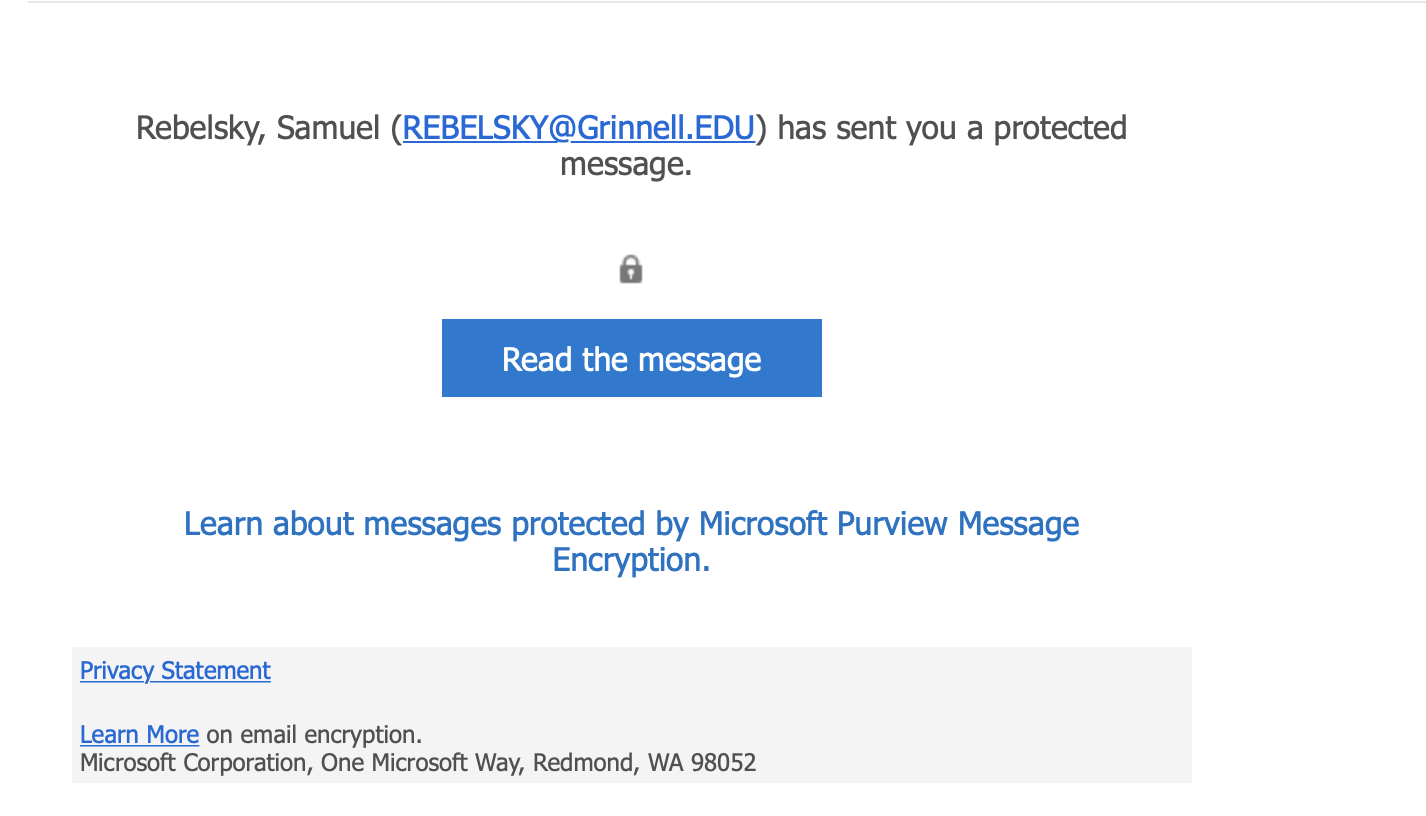 Rebelsky, Samuel (REBELSKY@Grinnell.EDU) has sent you a protected
message.
Read the message
Learn about messages protected by Microsoft Purview Message
Encryption.
Privacy Statement
Learn More on email encryption.
Microsoft Corporation, One Microsoft Way, Redmond, WA 98052